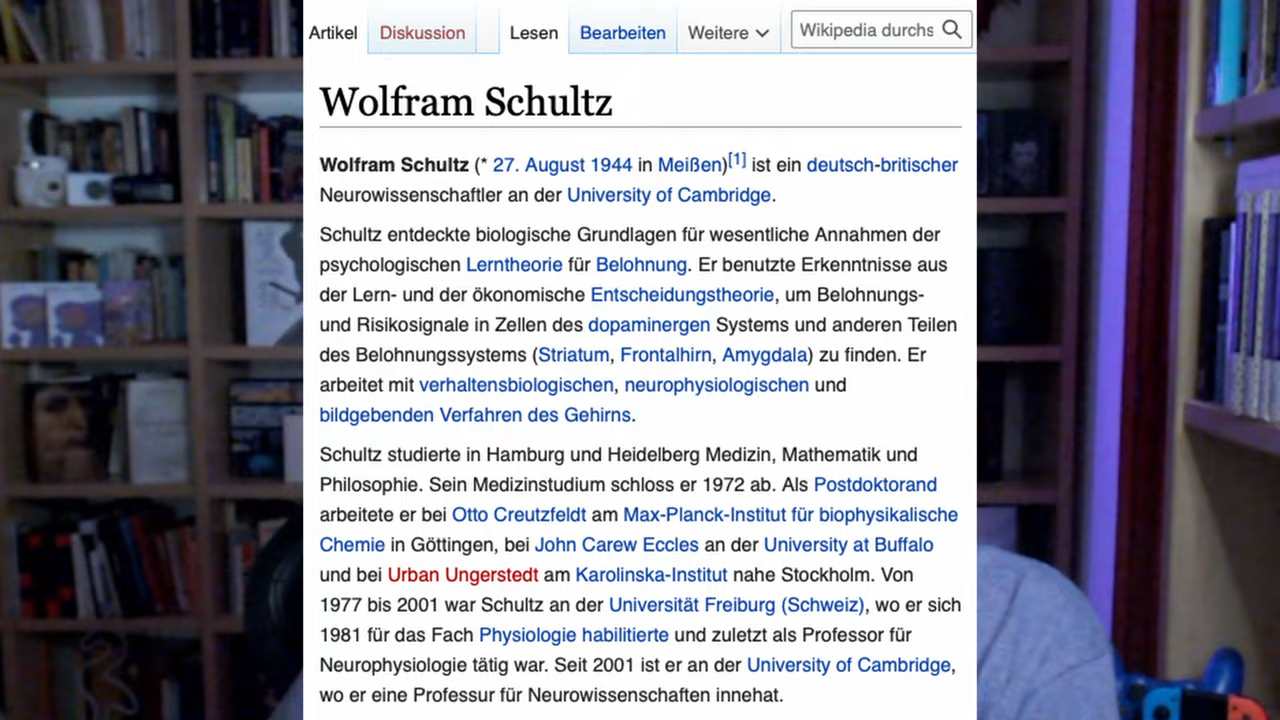 Artikel Diskussion Lesen Bearbeiten Weitere Wikipedia durchs
Wolfram Schultz
Wolfram Schultz (* 27. August 1944 in Meißen)[1] ist ein deutsch-britischer
Neurowissenschaftler an der University of Cambridge.
Schultz entdeckte biologische Grundlagen für wesentliche Annahmen der
psychologischen Lerntheorie für Belohnung. Er benutzte Erkenntnisse aus
der Lern- und der ökonomische Entscheidungstheorie, um Belohnungs-
und Risikosignale in Zellen des dopaminergen Systems und anderen Teilen
des Belohnungssystems (Striatum, Frontalhirn, Amygdala) zu finden. Er
arbeitet mit verhaltensbiologischen, neurophysiologischen und
bildgebenden Verfahren des Gehirns.
Schultz studierte in Hamburg und Heidelberg Medizin, Mathematik und
Philosophie. Sein Medizinstudium schloss er 1972 ab. Als Postdoktorand
arbeitete er bei Otto Creutzfeldt am Max-Planck-Institut für biophysikalische
Chemie in Göttingen, bei John Carew Eccles an der University at Buffalo
und bei Urban Ungerstedt am Karolinska-Institut nahe Stockholm. Von
1977 bis 2001 war Schultz an der Universität Freiburg (Schweiz), wo er sich
1981 für das Fach Physiologie habilitierte und zuletzt als Professor für
Neurophysiologie tätig war. Seit 2001 ist er an der University of Cambridge,
wo er eine Professur für Neurowissenschaften innehat.